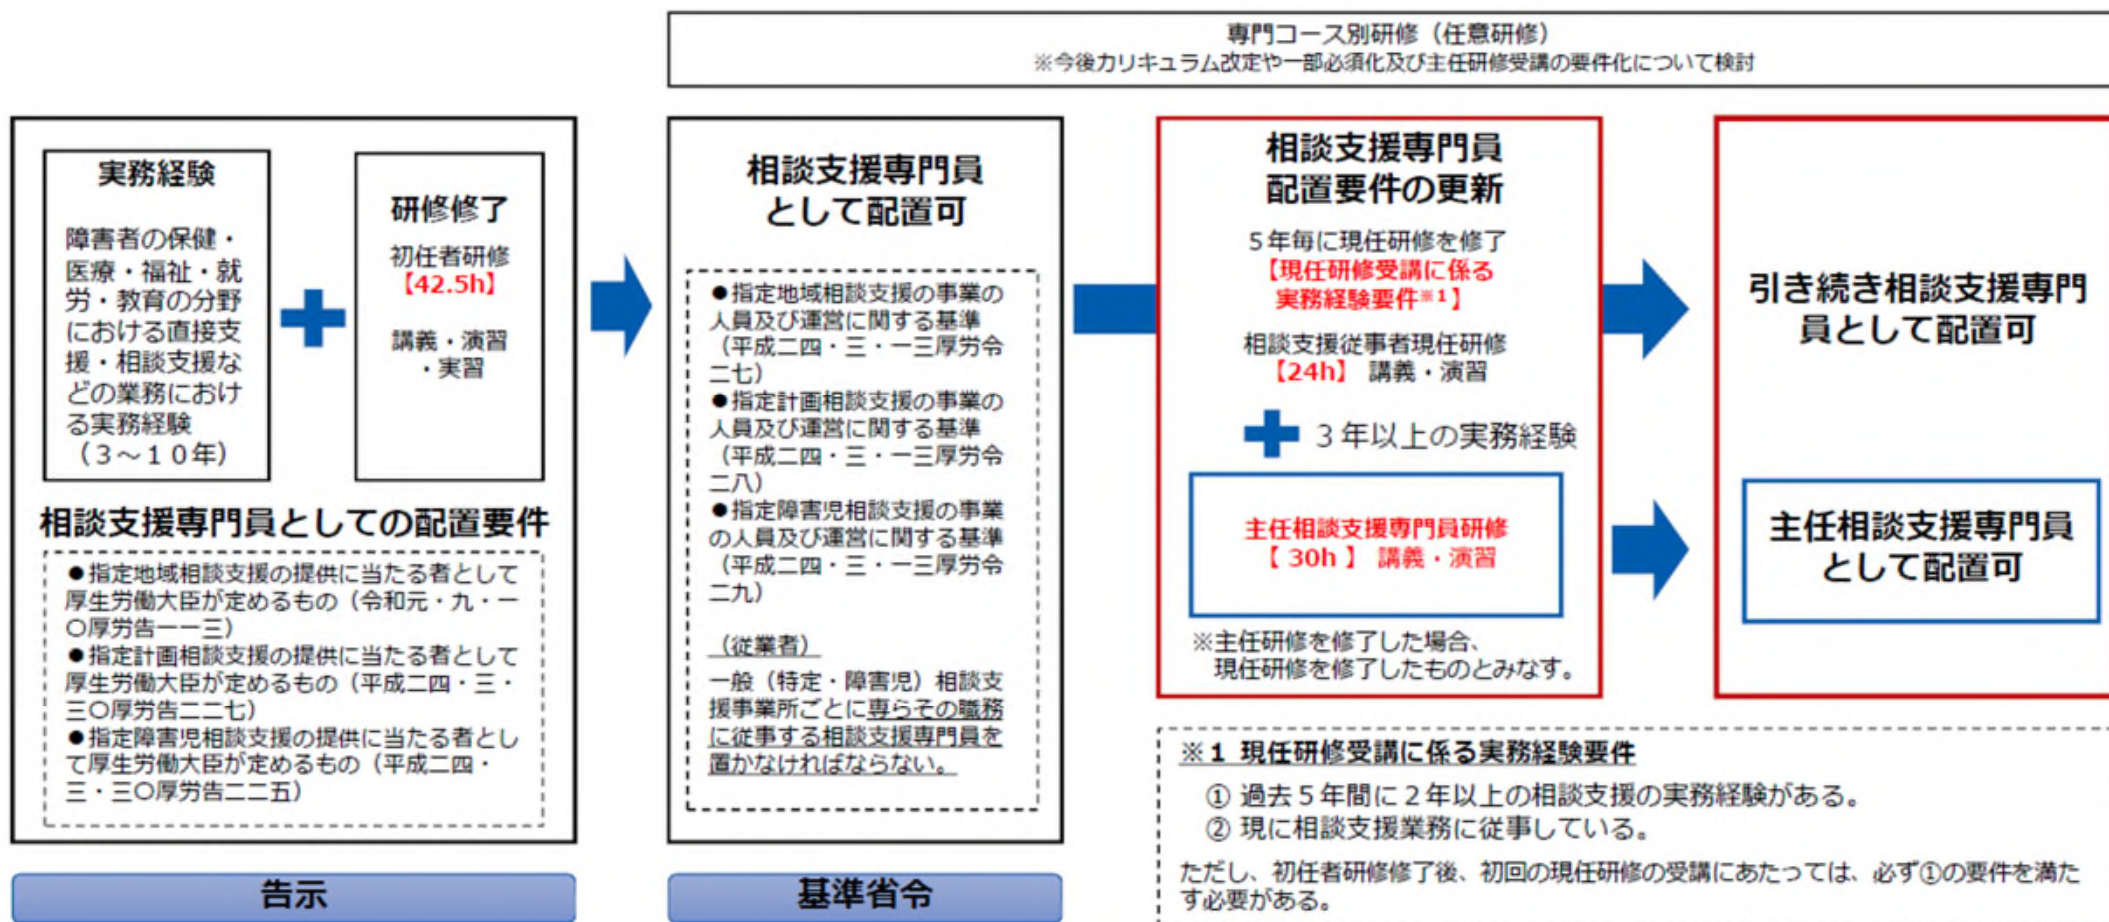 専門コース別研修（任意研修）
※今後カリキュラム改定や一部必須化及び主任研修受講の要件化について検討
実務経験
障害者の保健・
医療・福祉・就
労・教育の分野
における直接支
援・相談支援な
どの業務におけ
る実務経験
（３～１０年）
研修修了
初任者研修
【42.5h】
講義・演習
・実習
相談支援専門員としての配置要件
●指定地域相談支援の提供に当たる者として
厚生労働大臣が定めるもの（令和元・九・一
〇厚労告一一三）
●指定計画相談支援の提供に当たる者として
厚生労働大臣が定めるもの（平成二四・三・
三〇厚労告二二七）
●指定障害児相談支援の提供に当たる者とし
て厚生労働大臣が定めるもの（平成二四・
三・三〇厚労告二二五）
告示
相談支援専門員
として配置可
●指定地域相談支援の事業の
人員及び運営に関する基準
（平成二四・三・一三厚労令
二七）
●指定計画相談支援の事業の
人員及び運営に関する基準
（平成二四・三・一三厚労令
二八）
●指定障害児相談支援の事業
の人員及び運営に関する基準
（平成二四・三・一三厚労令
二九）
（従業者）
一般（特定・障害児）相談支
援事業所ごとに専らその職務
に従事する相談支援専門員を
置かなければならない。
基準省令
相談支援専門員
配置要件の更新
５年毎に現任研修を修了
【現任研修受講に係る
実務経験要件※１】
相談支援従事者現任研修
【24h】 講義・演習
３年以上の実務経験
主任相談支援専門員研修
【 30h 】 講義・演習
※主任研修を修了した場合、
現任研修を修了したものとみなす。
引き続き相談支援専門
員として配置可
主任相談支援専門員
として配置可
※１ 現任研修受講に係る実務経験要件
① 過去５年間に２年以上の相談支援の実務経験がある。
② 現に相談支援業務に従事している。
ただし、初任者研修修了後、初回の現任研修の受講にあたっては、必ず①の要件を満た
す必要がある。